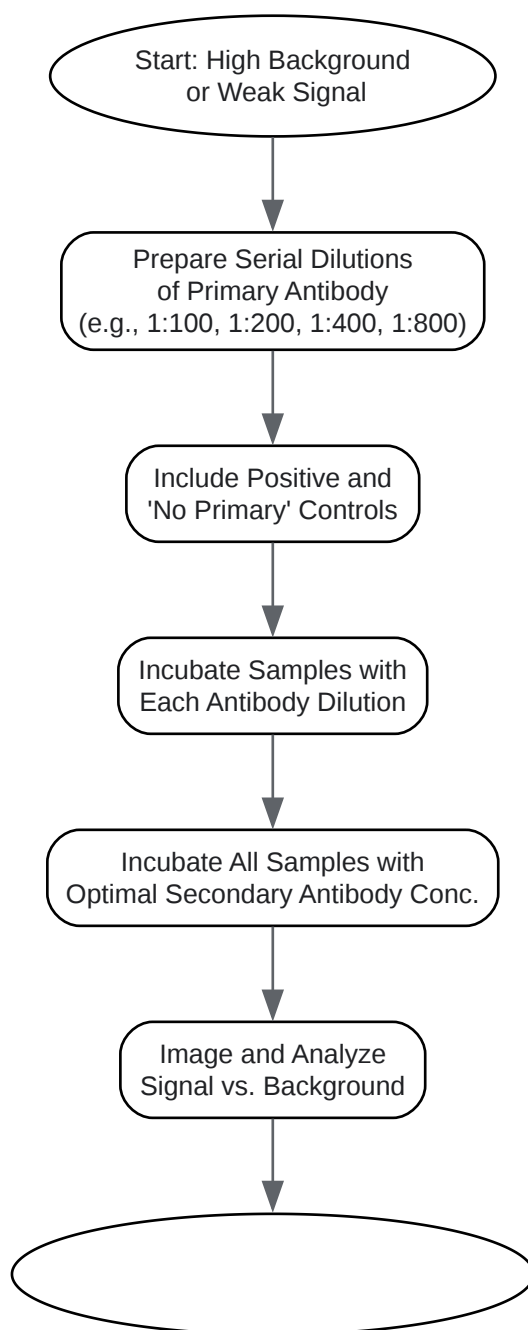 Start: High Background
or Weak Signal
Prepare Serial Dilutions
of Primary Antibody
(e.g., 1:100, 1:200, 1:400, 1:800)
Include Positive and
'No Primary' Controls
Incubate Samples with
Each Antibody Dilution
Incubate All Samples with
Optimal Secondary Antibody Conc.
Image and Analyze
Signal vs. Background